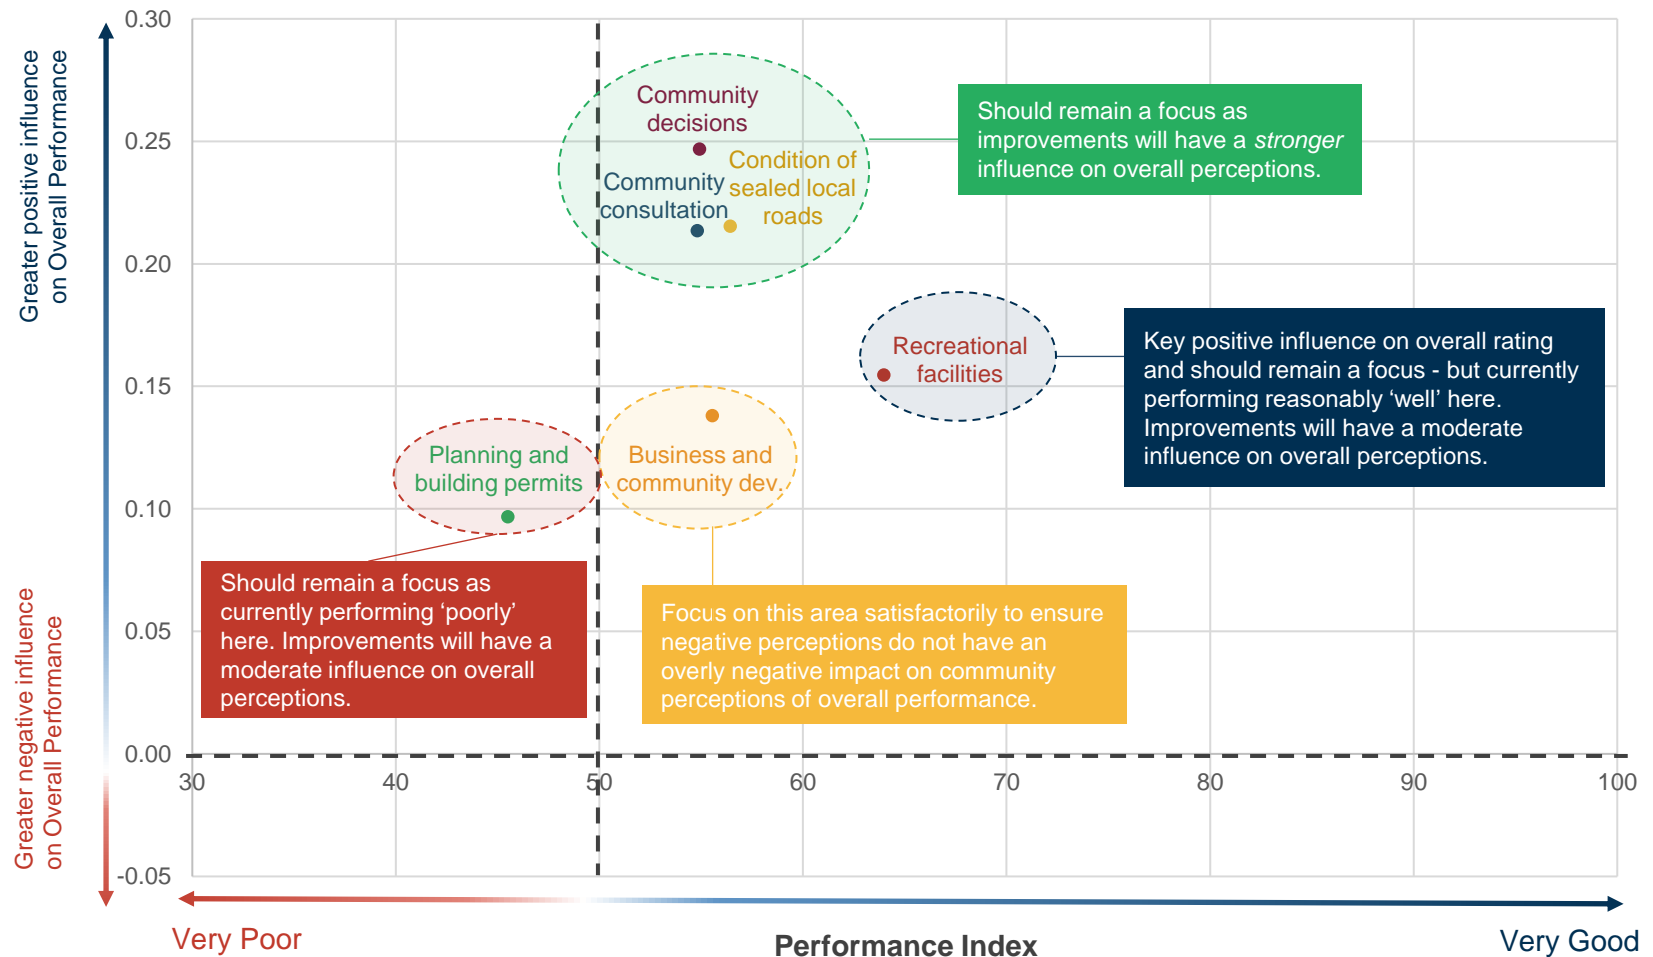 Greater positive influence
on Overall Performance
Greater negative influence
on Overall Performance
0.30
0.25
0.20
0.15
0.10
0.05
0.00
-0.05
30
40
50
60
70
80
90
100
Community
decisions
Condition of
sealed local
roads
Community
consultation
Should remain a focus as
improvements will have a stronger
influence on overall perceptions.
Recreational
facilities
Key positive influence on overall rating
and should remain a focus - but currently
performing reasonably ‘well’ here.
Improvements will have a moderate
influence on overall perceptions.
Planning and
building permits
Business and
community dev.
Should remain a focus as
currently performing ‘poorly’
here. Improvements will have a
moderate influence on overall
perceptions.
Focus on this area satisfactorily to ensure
negative perceptions do not have an
overly negative impact on community
perceptions of overall performance.
Very Poor
Performance Index
Very Good